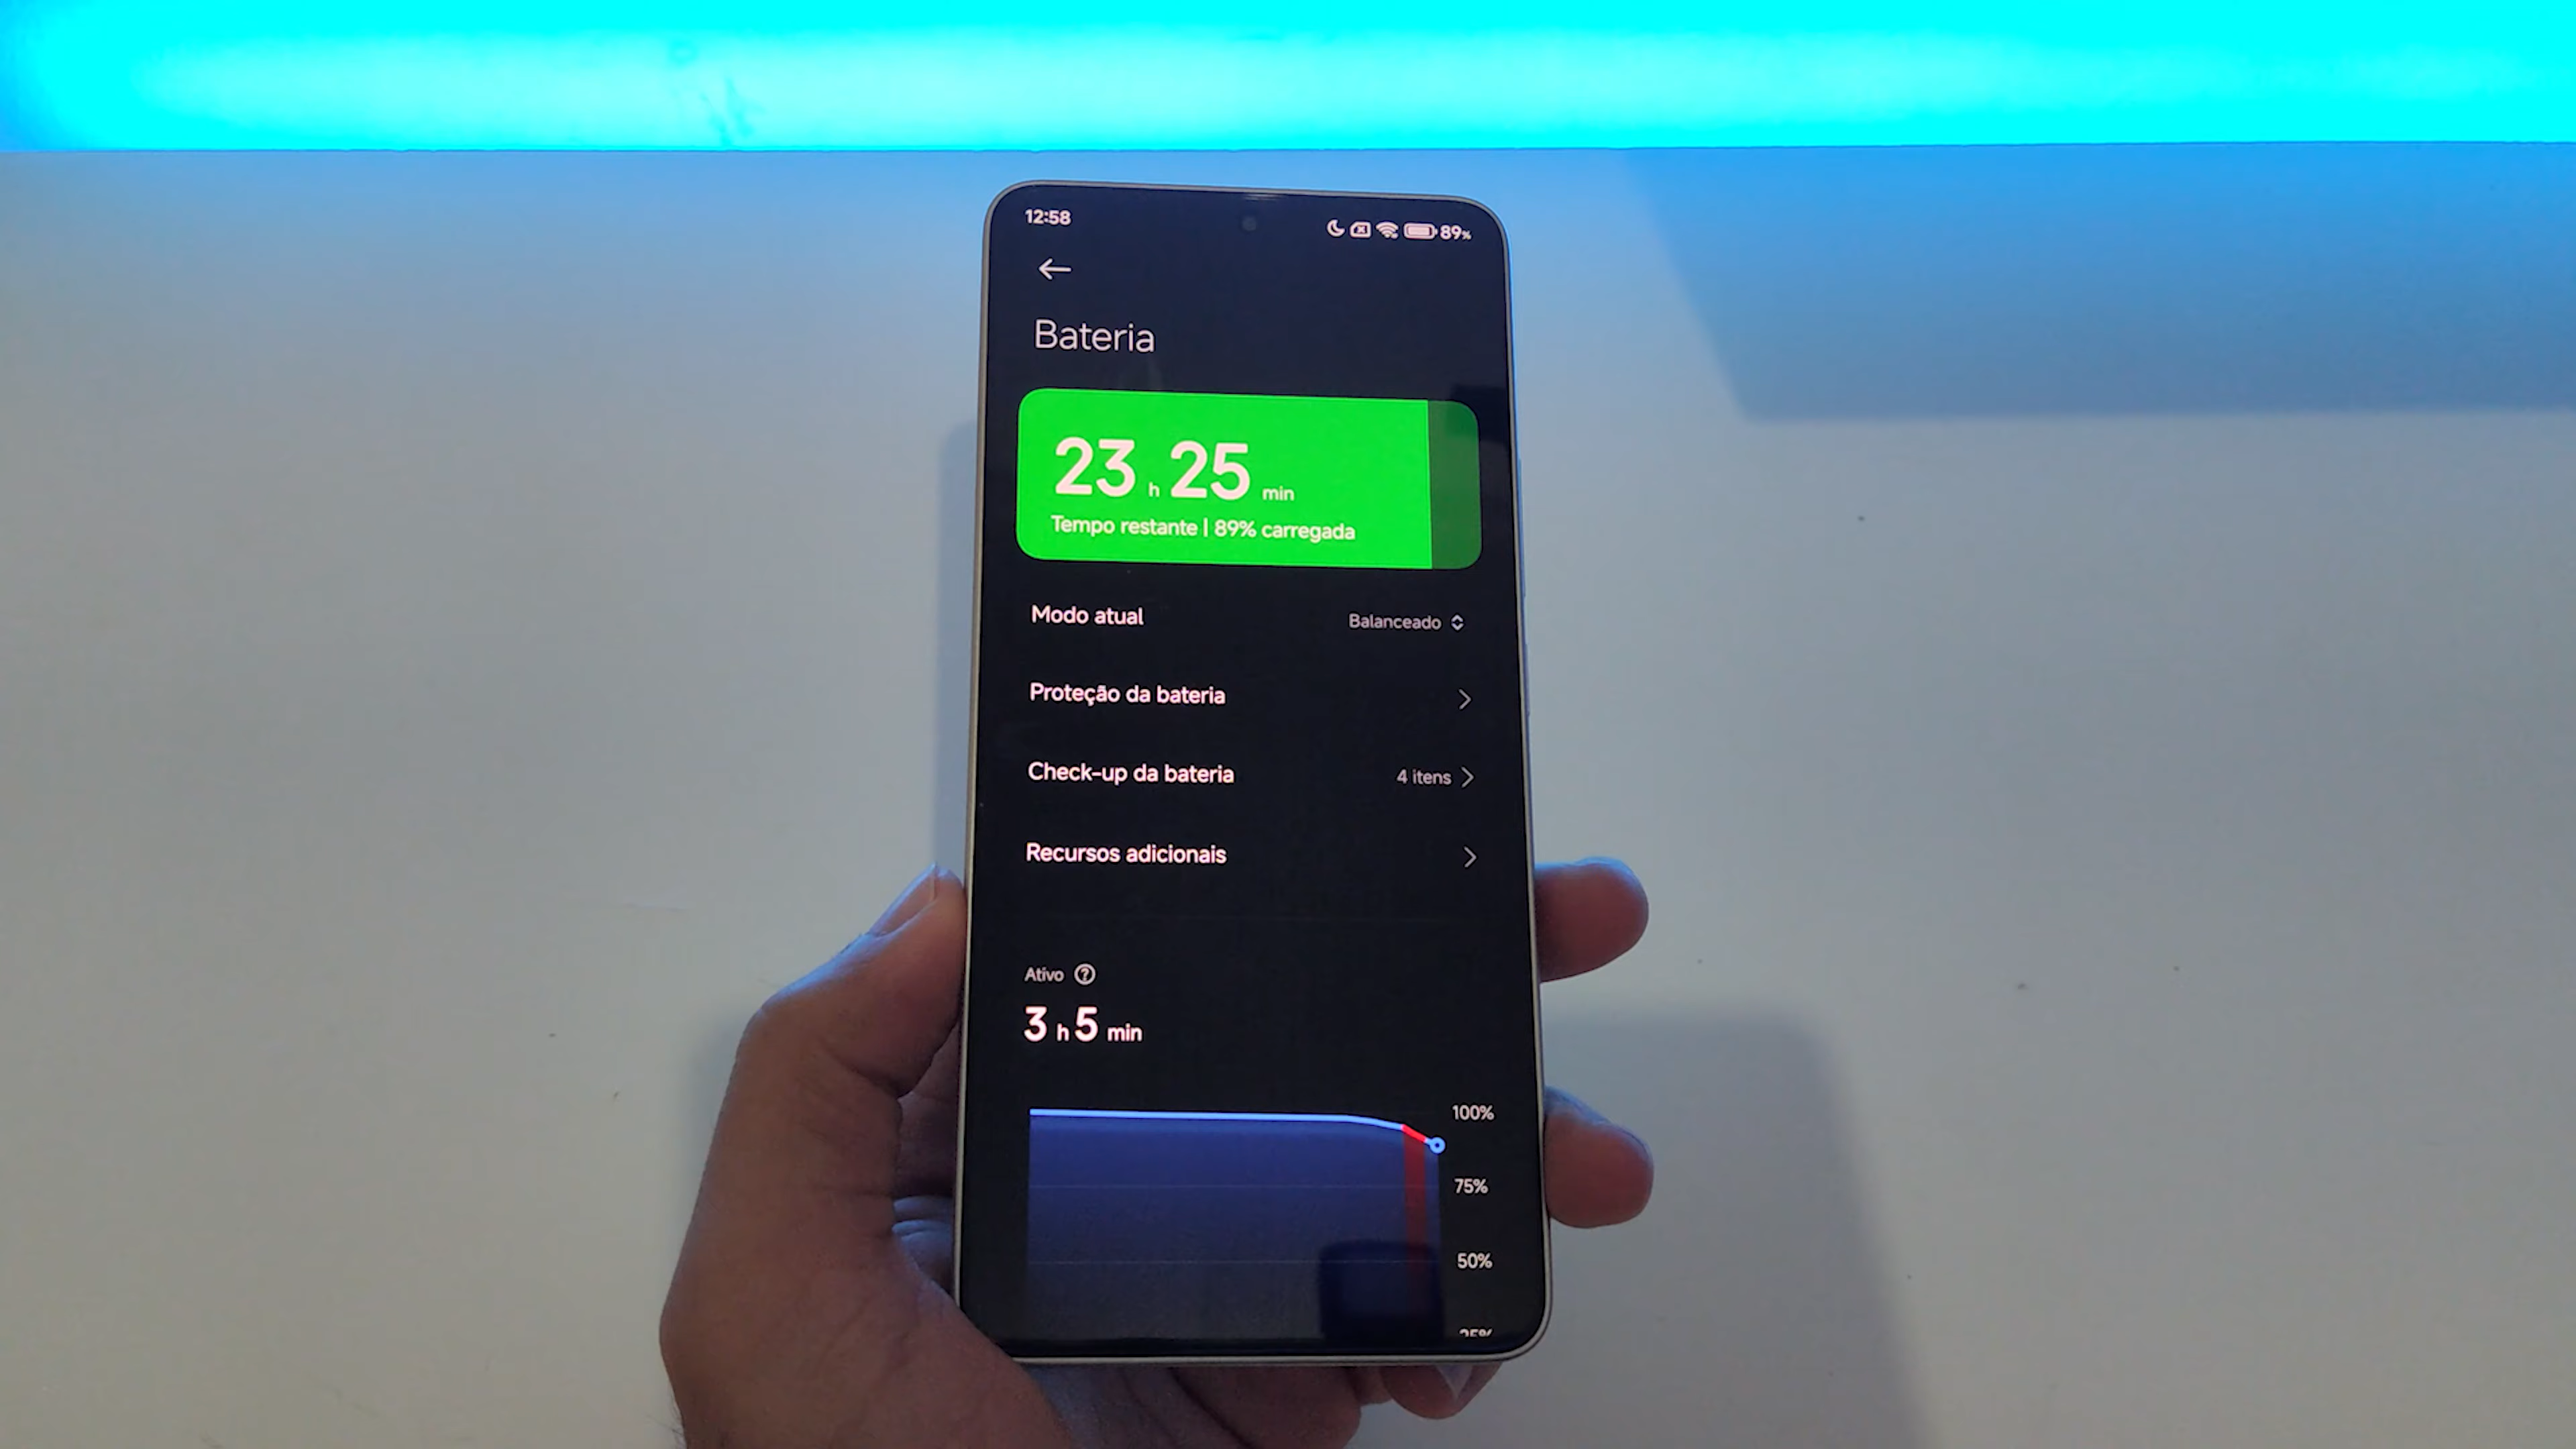 12:58
89%
Bateria
23 h 25 min
Tempo restante | 89% carregada
Modo atual
Balanceado
Proteção da bateria
Check-up da bateria
4 itens
Recursos adicionais
Ativo ?
3 h 5 min
100%
75%
50%
25%